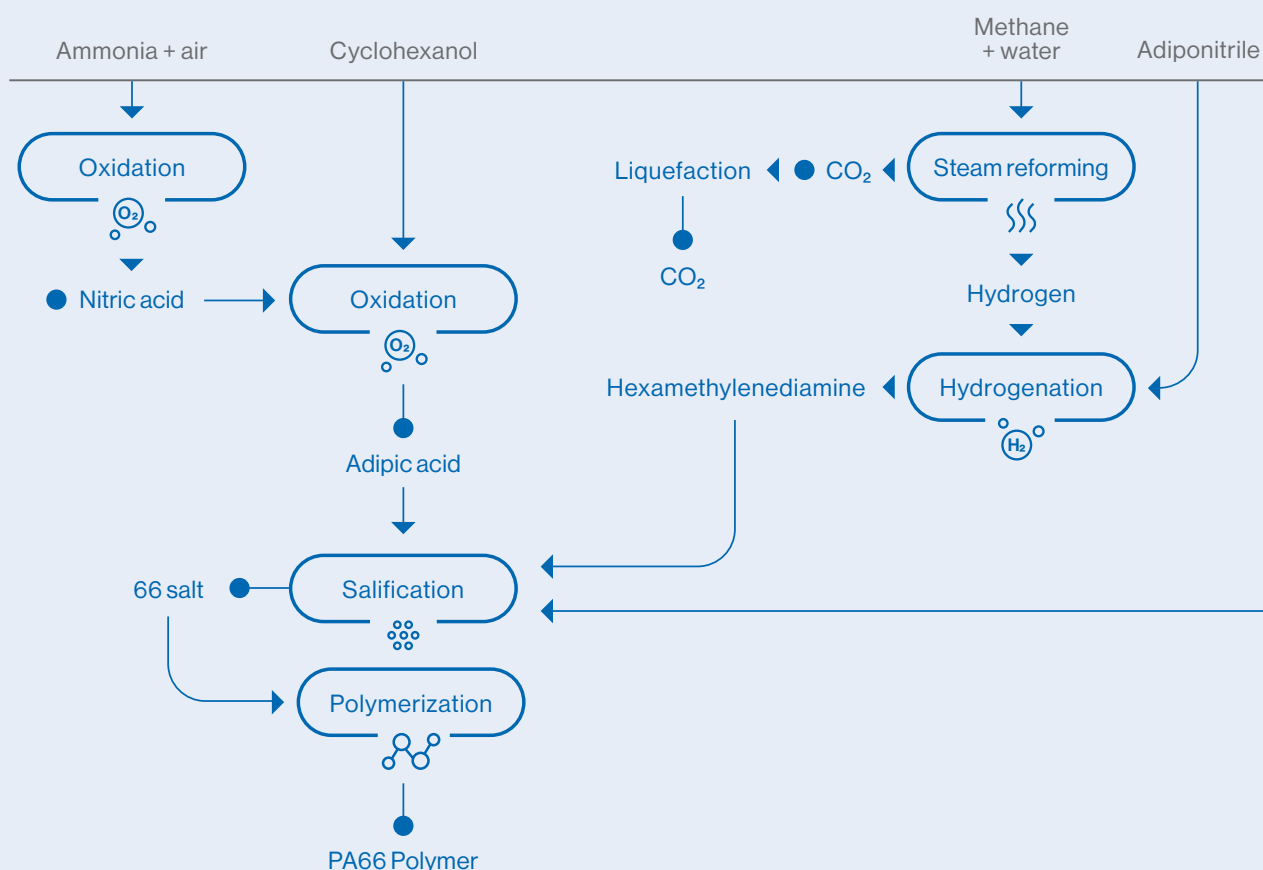 Ammonia + air
Cyclohexanol
Methane
+ water
Adiponitrile
Oxidation
O₂
Nitric acid
Oxidation
O₂
Adipic acid
Liquefaction
CO₂
CO₂
Steam reforming
Hydrogen
Hexamethylenediamine
Hydrogenation
H₂
66 salt
Salification
Polymerization
PA66 Polymer